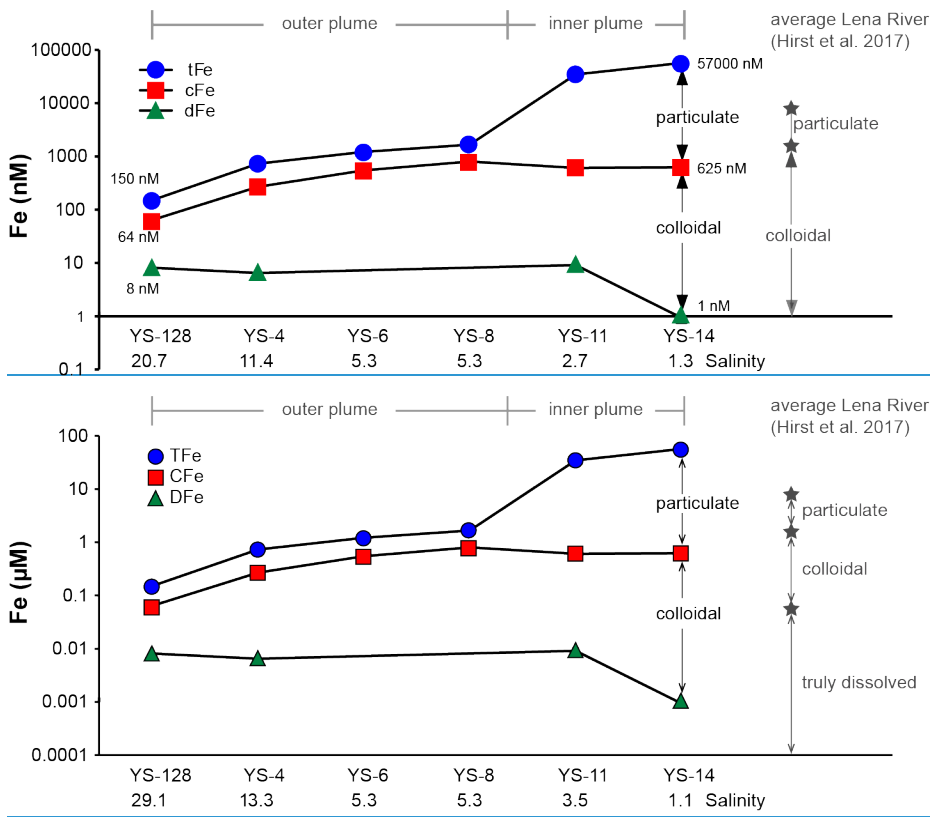 outer plume
inner plume
average Lena River
(Hirst et al. 2017)
100000
10000
1000
100
10
1
0.1
Fe (nM)
tFe
cFe
dFe
57000 nM
particulate
particulate
150 nM
625 nM
64 nM
colloidal
colloidal
8 nM
1 nM
YS-128 YS-4 YS-6 YS-8 YS-11 YS-14
20.7 11.4 5.3 5.3 2.7 1.3 Salinity
outer plume
inner plume
average Lena River
(Hirst et al. 2017)
100
10
1
0.1
0.01
0.001
0.0001
Fe (µM)
TFe
CFe
DFe
particulate
particulate
colloidal
colloidal
truly dissolved
YS-128 YS-4 YS-6 YS-8 YS-11 YS-14
29.1 13.3 5.3 5.3 3.5 1.1 Salinity